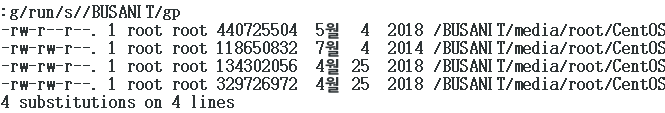 :g/run/s//BUSANIT/gp
-rw-r--r--. 1 root root 440725504  5월  4  2018 /BUSANIT/media/root/CentOS
-rw-rw-r--. 1 root root 118650832  7월  4  2014 /BUSANIT/media/root/CentOS
-rw-rw-r--. 1 root root 134302056  4월 25  2018 /BUSANIT/media/root/CentOS
-rw-rw-r--. 1 root root 329726972  4월 25  2018 /BUSANIT/media/root/CentOS
4 substitutions on 4 lines